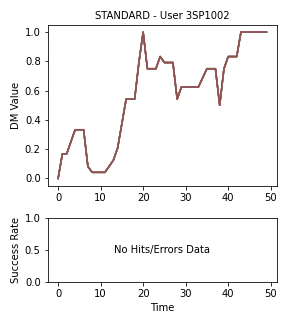 STANDARD - User 3SP1002
1.0
0.8
0.6
0.4
0.2
0.0
DM Value
0 10 20 30 40 50
1.0
0.5
0.0
Success Rate
No Hits/Errors Data
0 10 20 30 40 50
Time